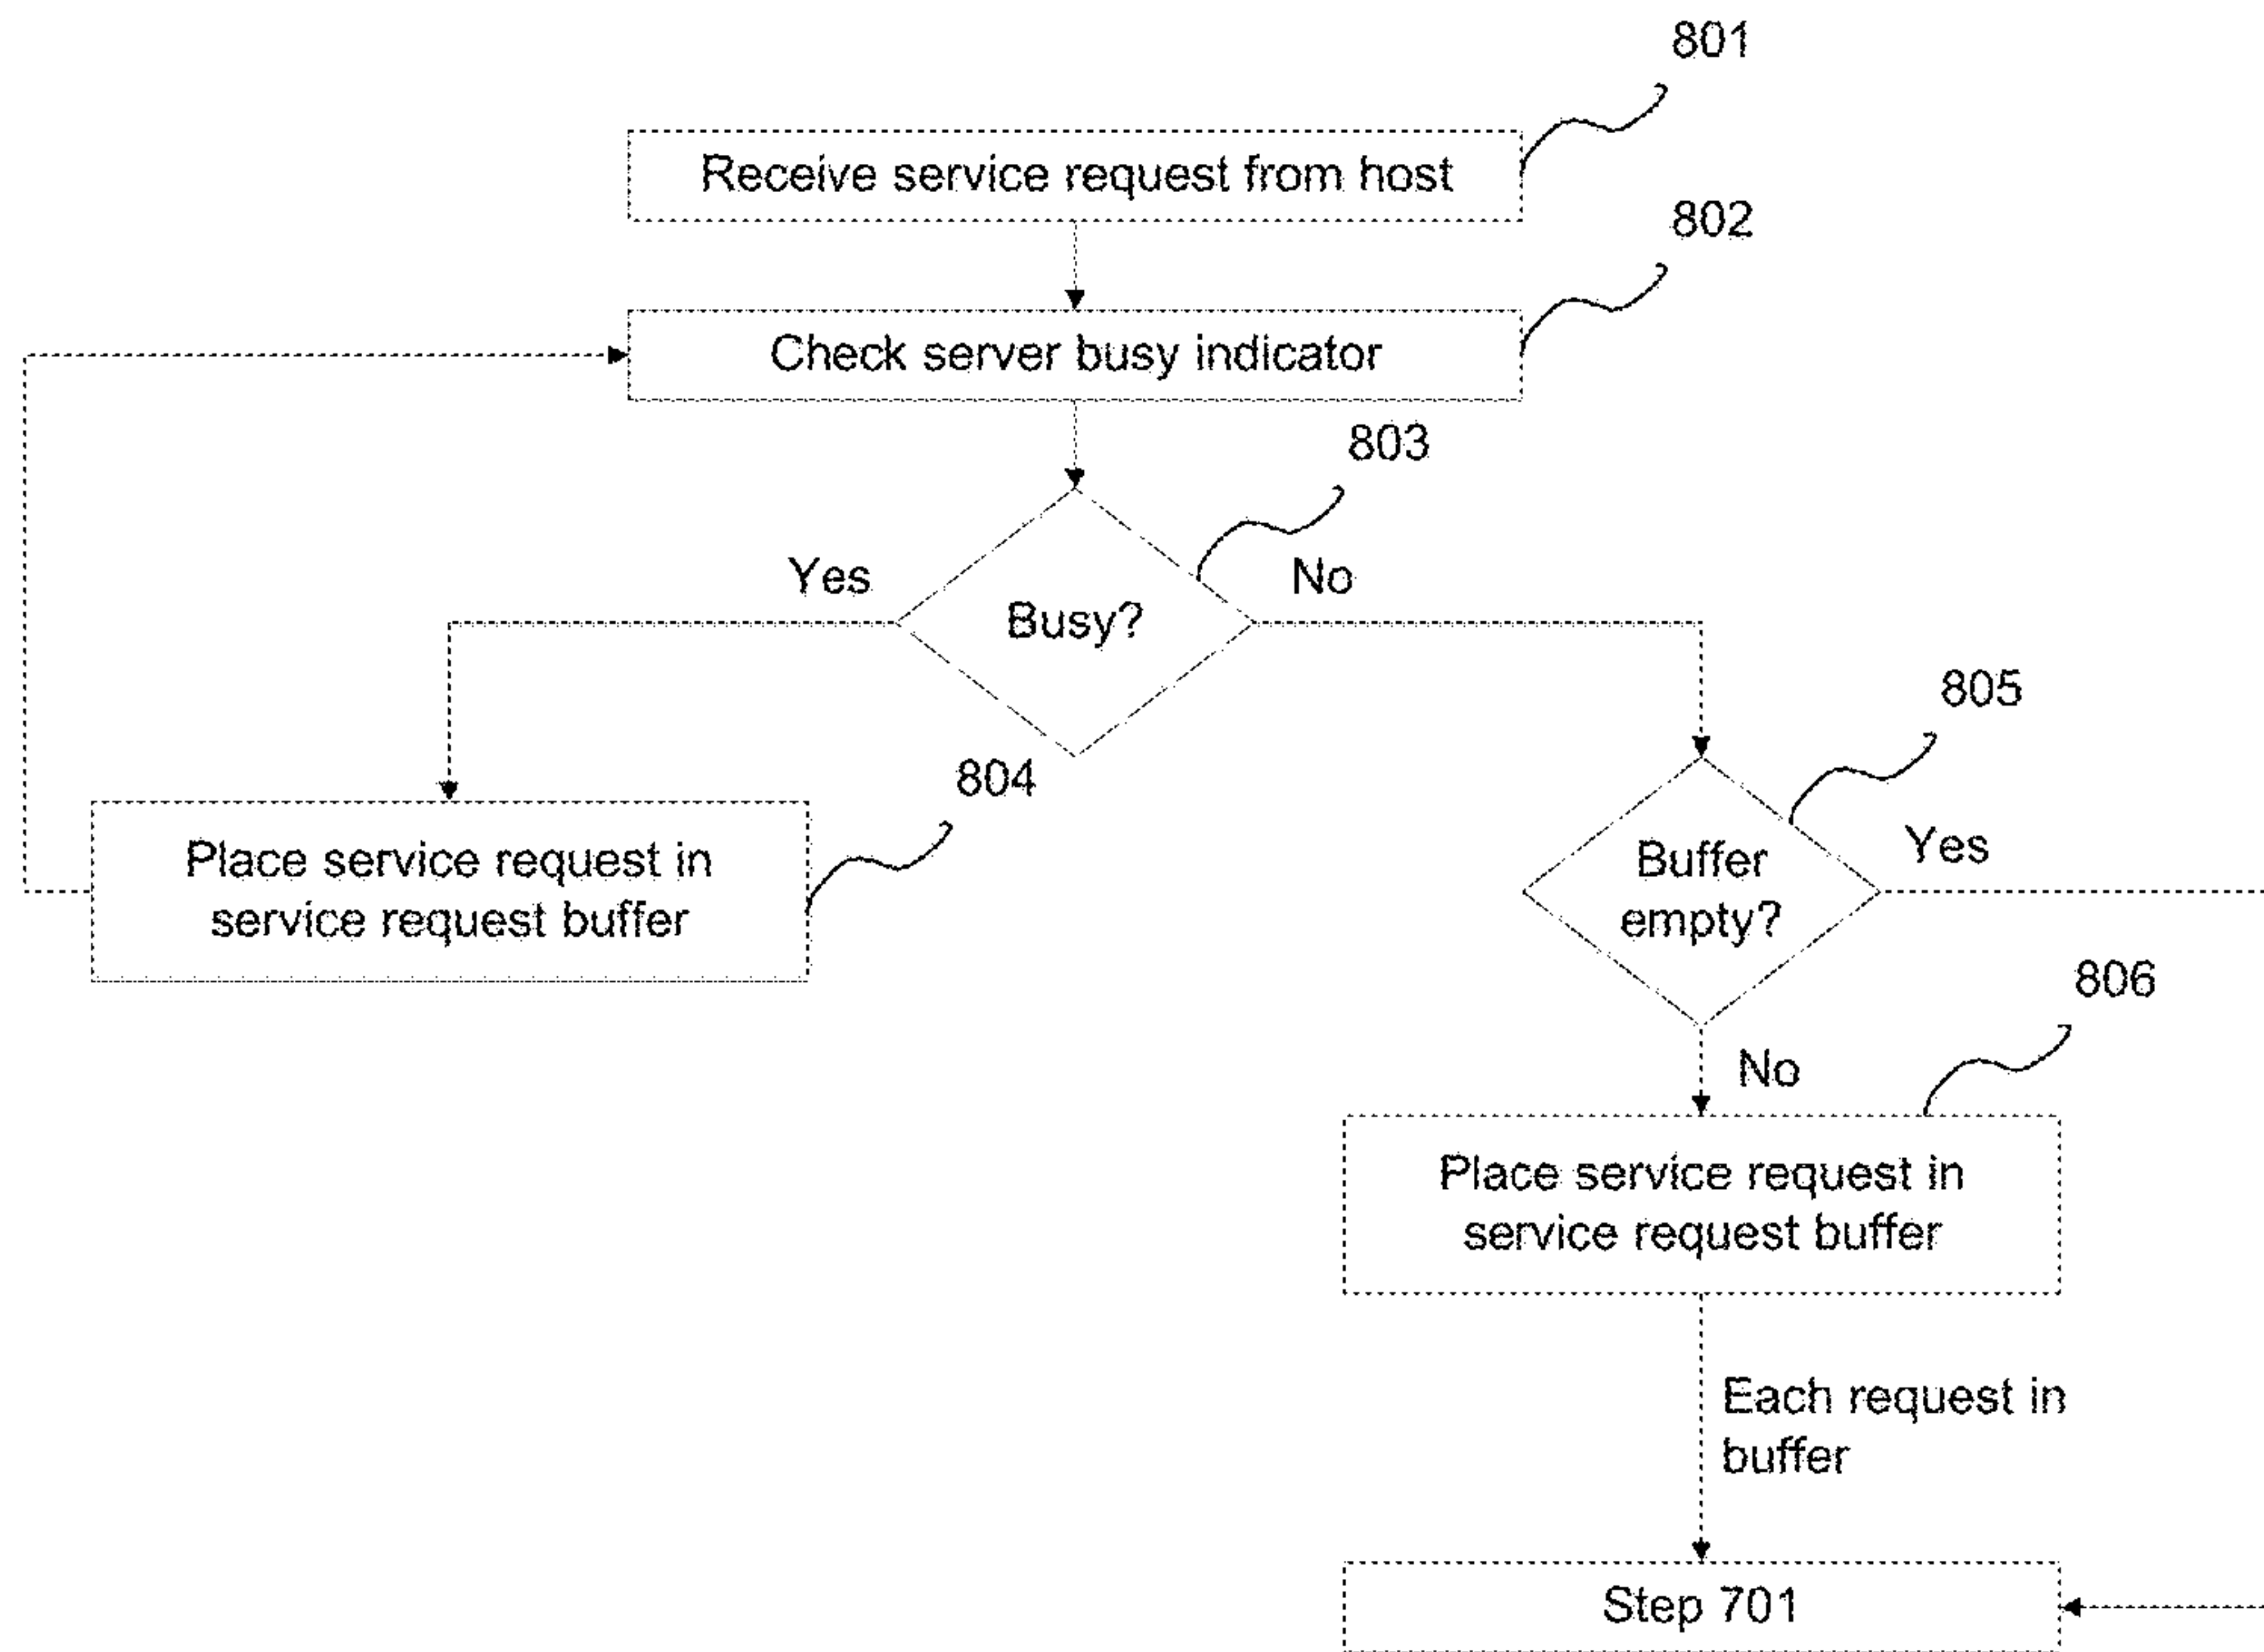 801
Receive service request from host
802
Check server busy indicator
803
Yes
No
Busy?
805
804
Place service request in
service request buffer
Yes
Buffer
empty?
806
No
Place service request in
service request buffer
Each request in
buffer
Step 701